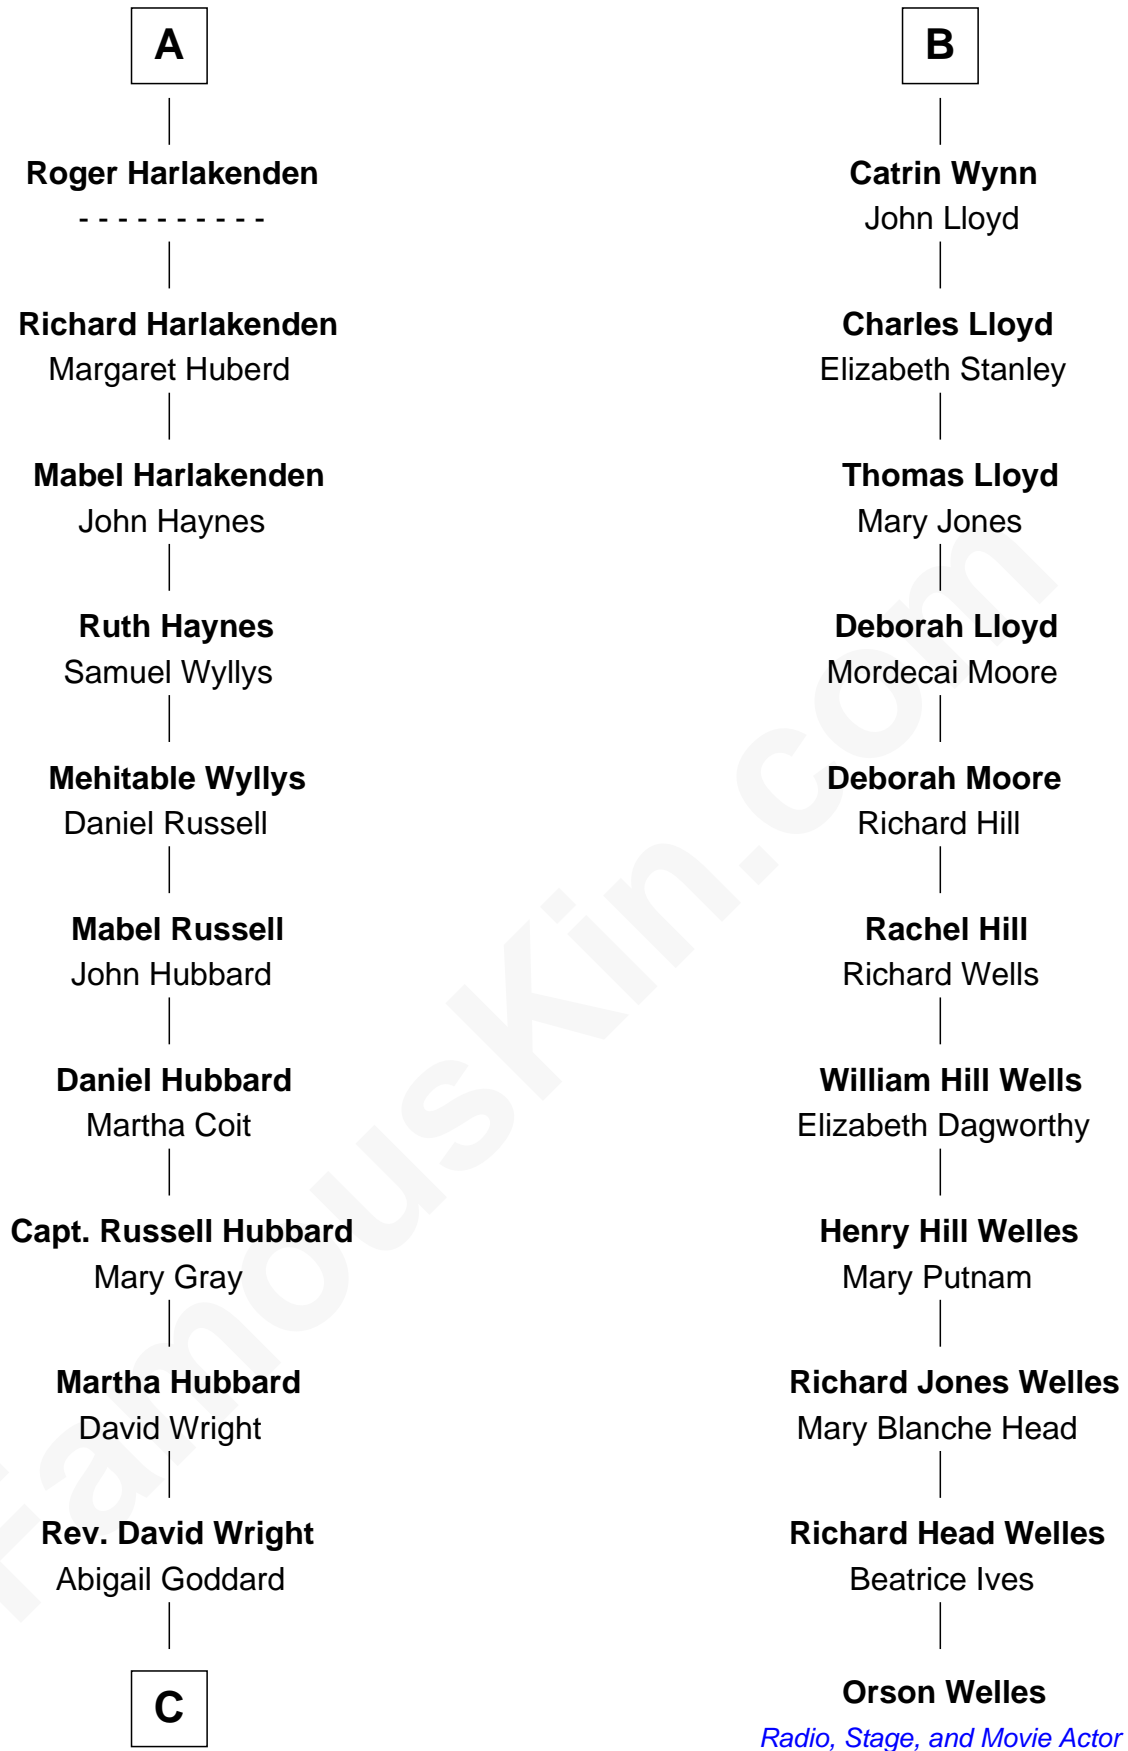 A
Roger Harlakenden
- - - - - - - - - -
Richard Harlakenden
Margaret Huberd
Mabel Harlakenden
John Haynes
Ruth Haynes
Samuel Wyllys
Mehitable Wyllys
Daniel Russell
Mabel Russell
John Hubbard
Daniel Hubbard
Martha Coit
Capt. Russell Hubbard
Mary Gray
Martha Hubbard
David Wright
Rev. David Wright
Abigail Goddard
C
B
Catrin Wynn
John Lloyd
Charles Lloyd
Elizabeth Stanley
Thomas Lloyd
Mary Jones
Deborah Lloyd
Mordecai Moore
Deborah Moore
Richard Hill
Rachel Hill
Richard Wells
William Hill Wells
Elizabeth Dagworthy
Henry Hill Welles
Mary Putnam
Richard Jones Welles
Mary Blanche Head
Richard Head Welles
Beatrice Ives
Orson Welles
Radio, Stage, and Movie Actor
FamousKin.com